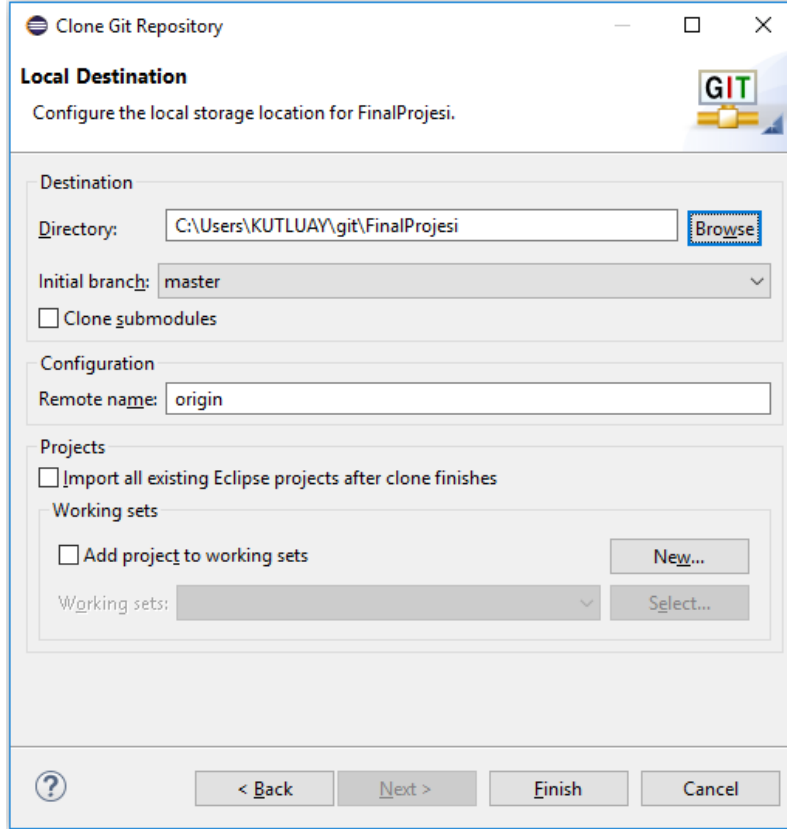 Clone Git Repository
Local Destination
Configure the local storage location for FinalProjesi.
GIT
Destination
Directory: C:\Users\KUTLUAY\git\FinalProjesi Browse
Initial branch: master
Clone submodules
Configuration
Remote name: origin
Projects
Import all existing Eclipse projects after clone finishes
Working sets
Add project to working sets New...
Working sets: Select...
? < Back Next > Finish Cancel